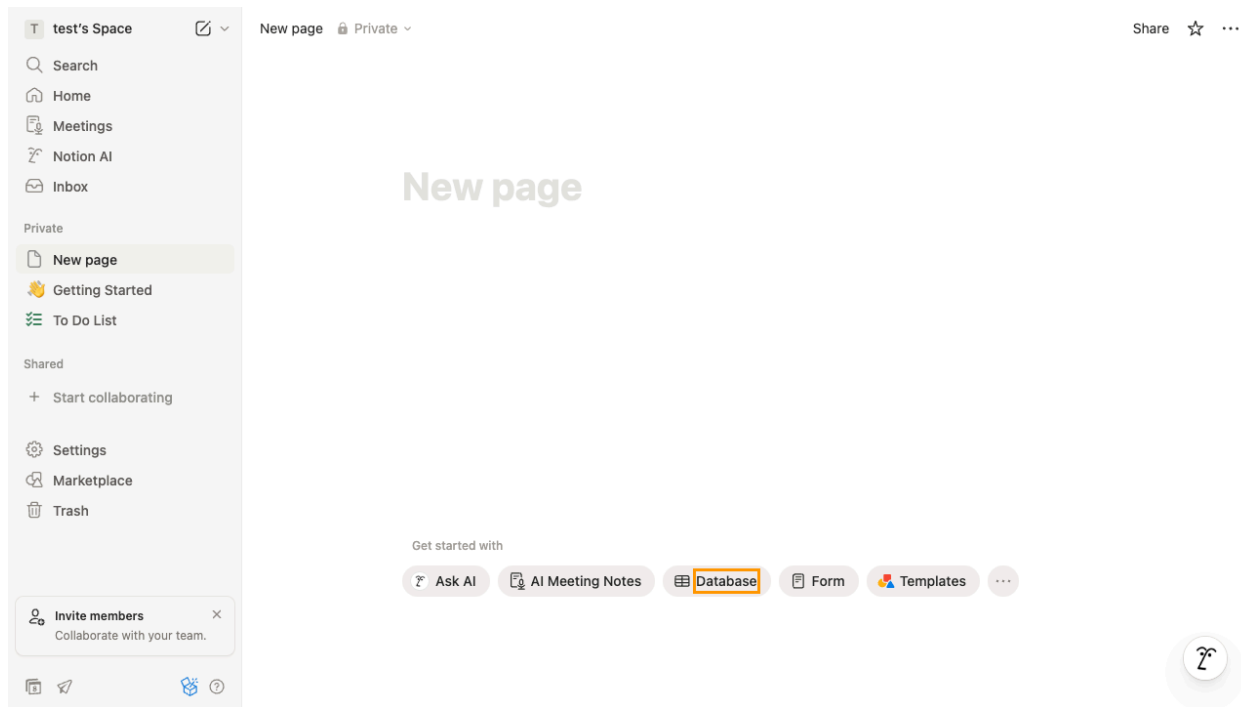 T test's Space
Search
Home
Meetings
Notion AI
Inbox
Private
New page
Getting Started
To Do List
Shared
+ Start collaborating
Settings
Marketplace
Trash
Invite members
Collaborate with your team.
New page Private
Share
New page
Get started with
Ask AI AI Meeting Notes Database Form Templates ...